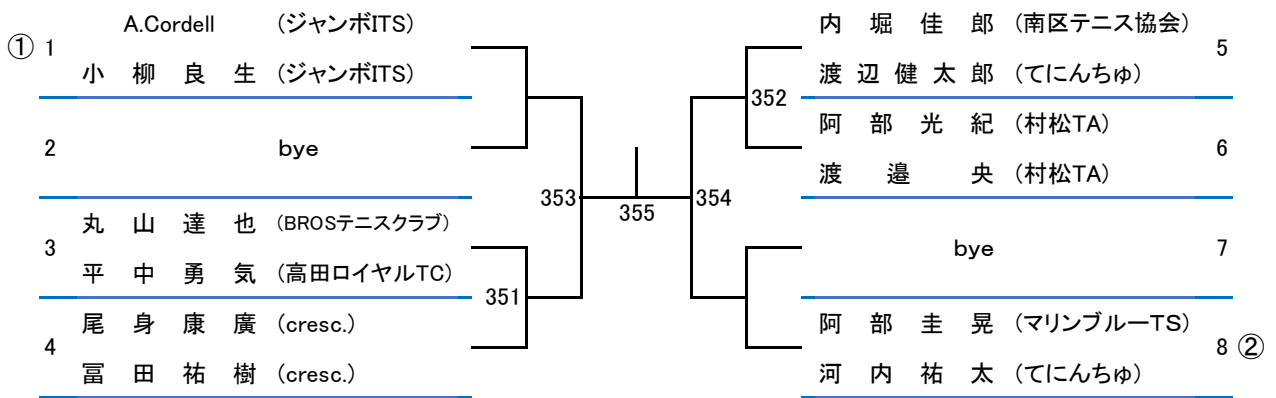 A.Cordell (ジャンボITS)
① 1
小柳良生 (ジャンボITS)
2 bye
丸山達也 (BROSテニスクラブ)
3
平中勇気 (高田ロイヤルTC)
尾身康廣 (cresc.)
4
冨田祐樹 (cresc.)
351
353
355
354
352
内堀佳郎 (南区テニス協会)
5
渡辺健太郎 (てにんちゅ)
阿部光紀 (村松TA)
6
渡邉央 (村松TA)
bye 7
阿部圭晃 (マリンブルーTS)
8 ②
河内祐太 (てにんちゅ)